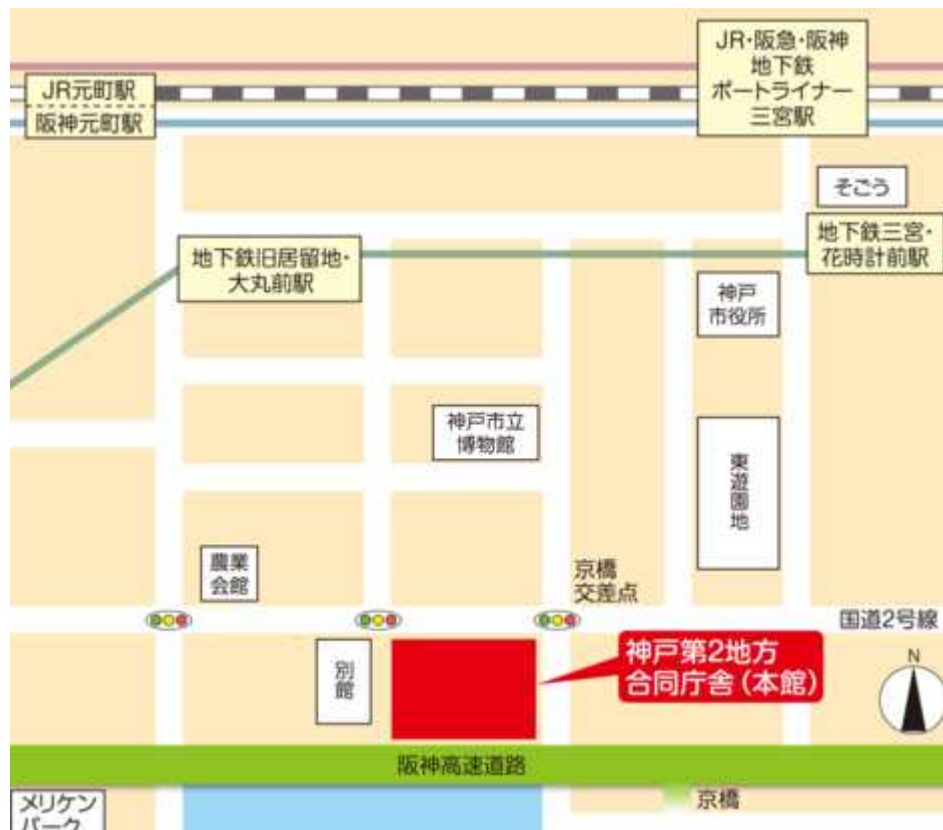 JR・阪急・阪神
地下鉄
ポートライナー
三宮駅
JR元町駅
阪神元町駅
そごう
地下鉄三宮・
花時計前駅
地下鉄旧居留地・
大丸前駅
神戸
市役所
神戸市立
博物館
東遊園地
農業
会館
京橋
交差点
国道2号線
別館
神戸第2地方
合同庁舎(本館)
N
阪神高速道路
京橋
メリケン
パーク